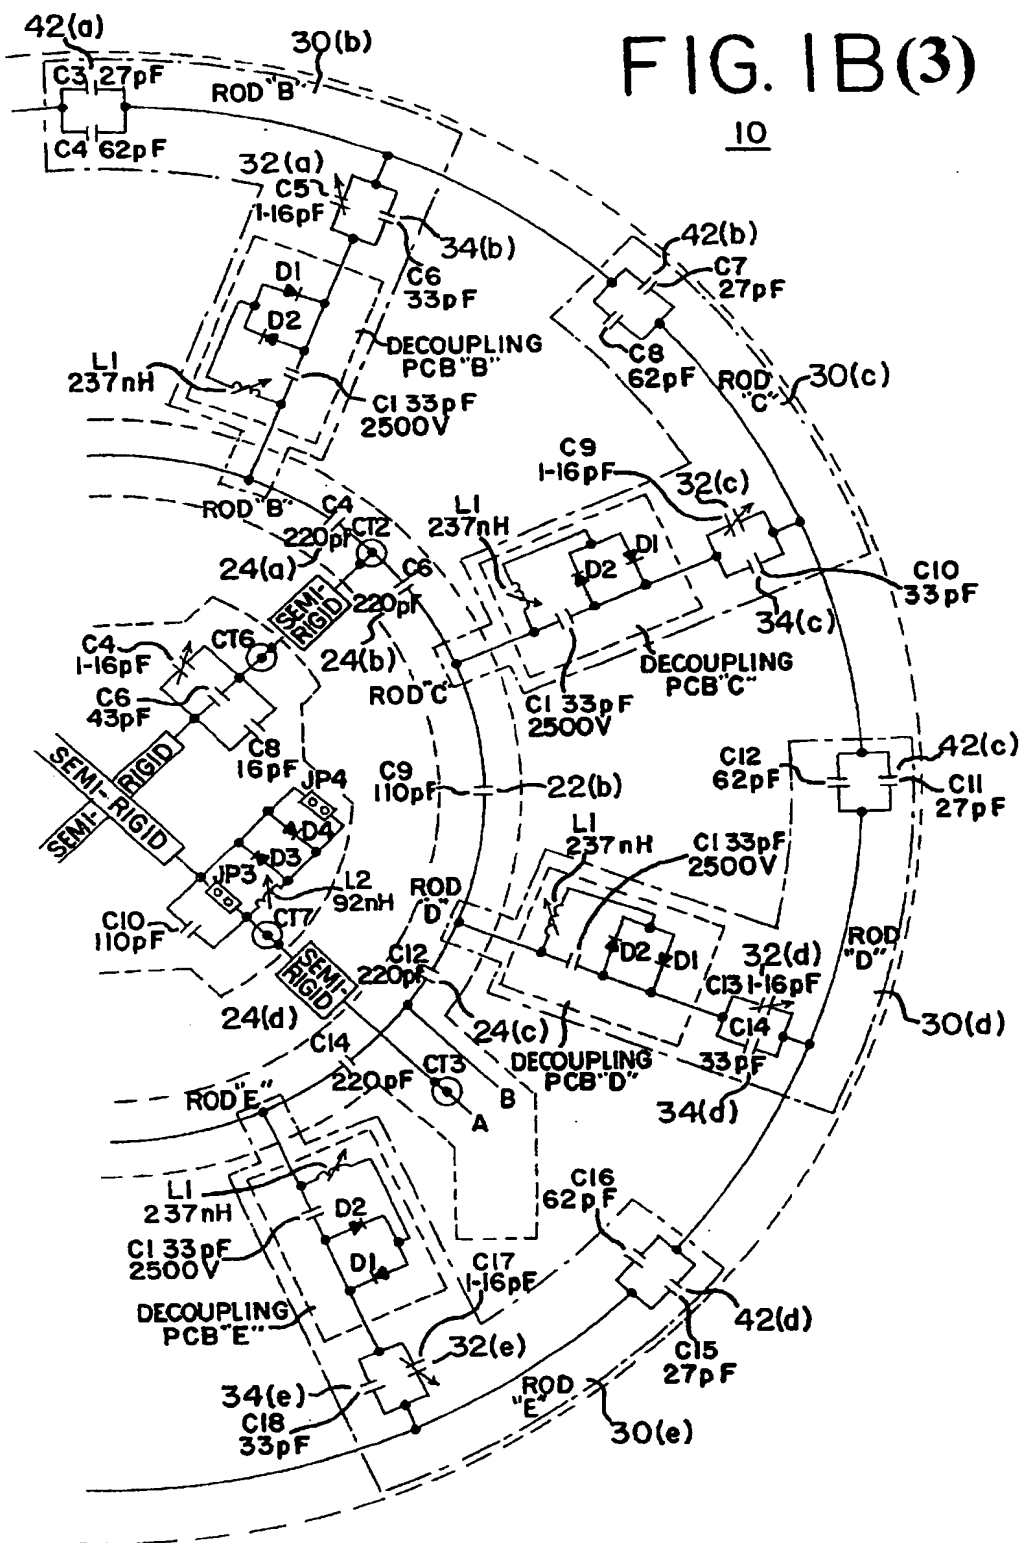 FIG. 1B(3)
10
42(a)
C3 27pF
C4 62pF
30(b)
ROD "B"
32(a)
C5
1-16pF
34(b)
C6
33pF
42(b)
C7
27pF
C8
62pF
D1
D2
DECOUPLING
PCB "B"
L1
237nH
C1 33pF
2500V
ROD
"C"
30(c)
ROD "B"
C4
220pF
CT2
24(a)
C6
220pF
24(b)
SEMI-
RIGID
C9
1-16pF
32(c)
L1
237nH
D1
D2
C10
33pF
34(c)
DECOUPLING
PCB "C"
C1 33pF
2500V
ROD "C"
CT6
C4
1-16pF
C6
43pF
C8
16pF
SEMI-RIGID
SEMI-
RIGID
JP4
D4
D3
JP3
L2
92nH
CT7
C10
110pF
SEMI-
RIGID
C9
110pF
22(b)
C12
62pF
42(c)
C11
27pF
L1
237nH
C1 33pF
2500V
ROD
"D"
D2
D1
32(d)
C13 1-16pF
C14
33pF
34(d)
ROD
"D"
30(d)
C12
220pF
24(c)
DECOUPLING
PCB "D"
24(d)
C14
220pF
CT3
B
A
ROD "E"
L1
237nH
C1 33pF
2500V
D2
D1
DECOUPLING
PCB "E"
C17
1-16pF
32(e)
34(e)
C18
33pF
C16
62pF
42(d)
C15
27pF
ROD
"E"
30(e)